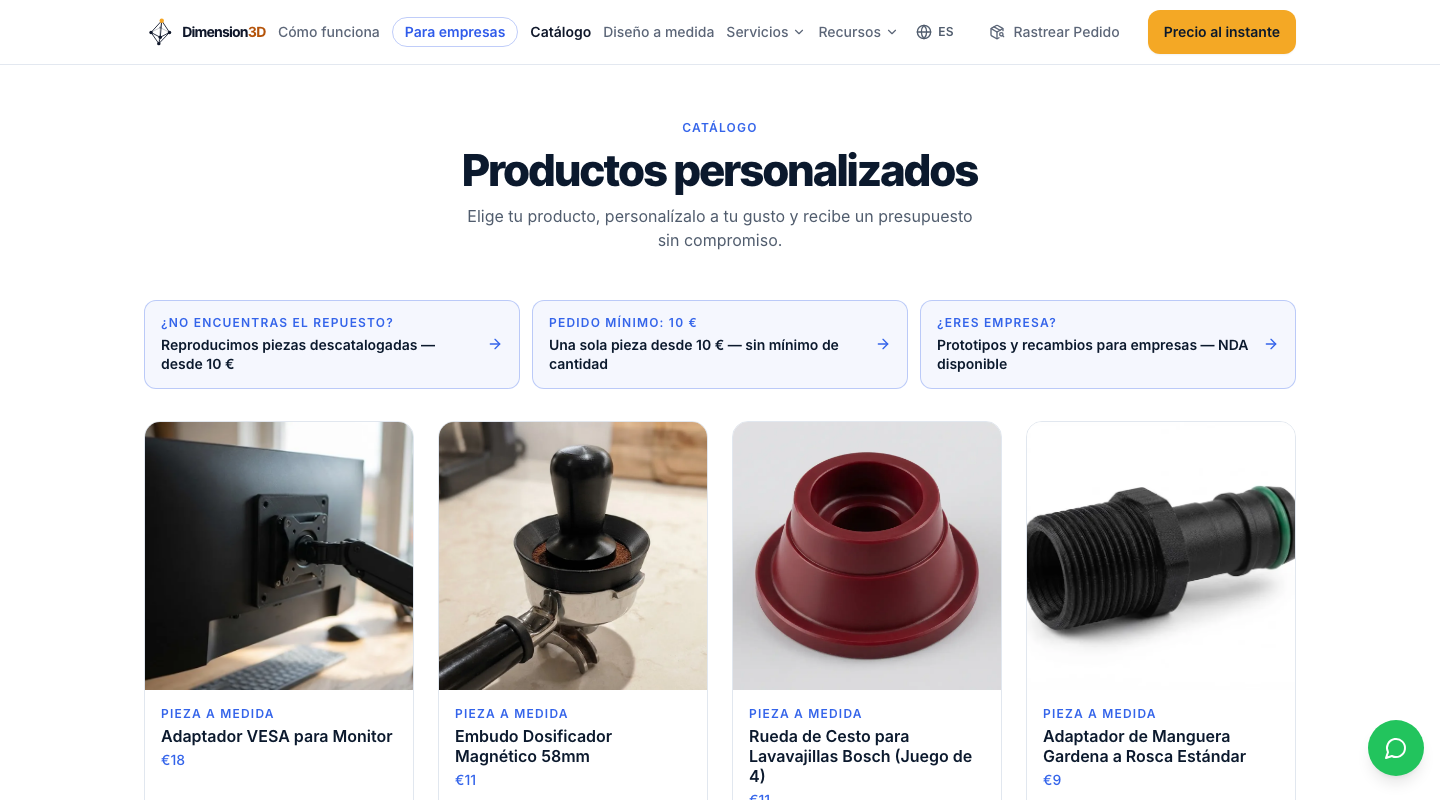 Dimension3D Cómo funciona Para empresas Catálogo Diseño a medida Servicios Recursos ES Rastrear Pedido Precio al instante
CATÁLOGO
Productos personalizados
Elige tu producto, personalízalo a tu gusto y recibe un presupuesto
sin compromiso.
¿NO ENCUENTRAS EL REPUESTO?
Reproducimos piezas descatalogadas —
desde 10 €
PEDIDO MÍNIMO: 10 €
Una sola pieza desde 10 € — sin mínimo de
cantidad
¿ERES EMPRESA?
Prototipos y recambios para empresas — NDA
disponible
PIEZA A MEDIDA
Adaptador VESA para Monitor
€18
PIEZA A MEDIDA
Embudo Dosificador
Magnético 58mm
€11
PIEZA A MEDIDA
Rueda de Cesto para
Lavavajillas Bosch (Juego de
4)
€11
PIEZA A MEDIDA
Adaptador de Manguera
Gardena a Rosca Estándar
€9